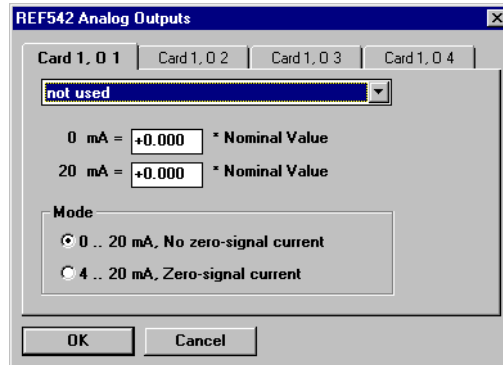 REF542 Analog Outputs
Card 1, O 1 Card 1, O 2 Card 1, O 3 Card 1, O 4
not used
0 mA = +0.000 * Nominal Value
20 mA = +0.000 * Nominal Value
Mode
0 .. 20 mA, No zero-signal current
4 .. 20 mA, Zero-signal current
OK Cancel